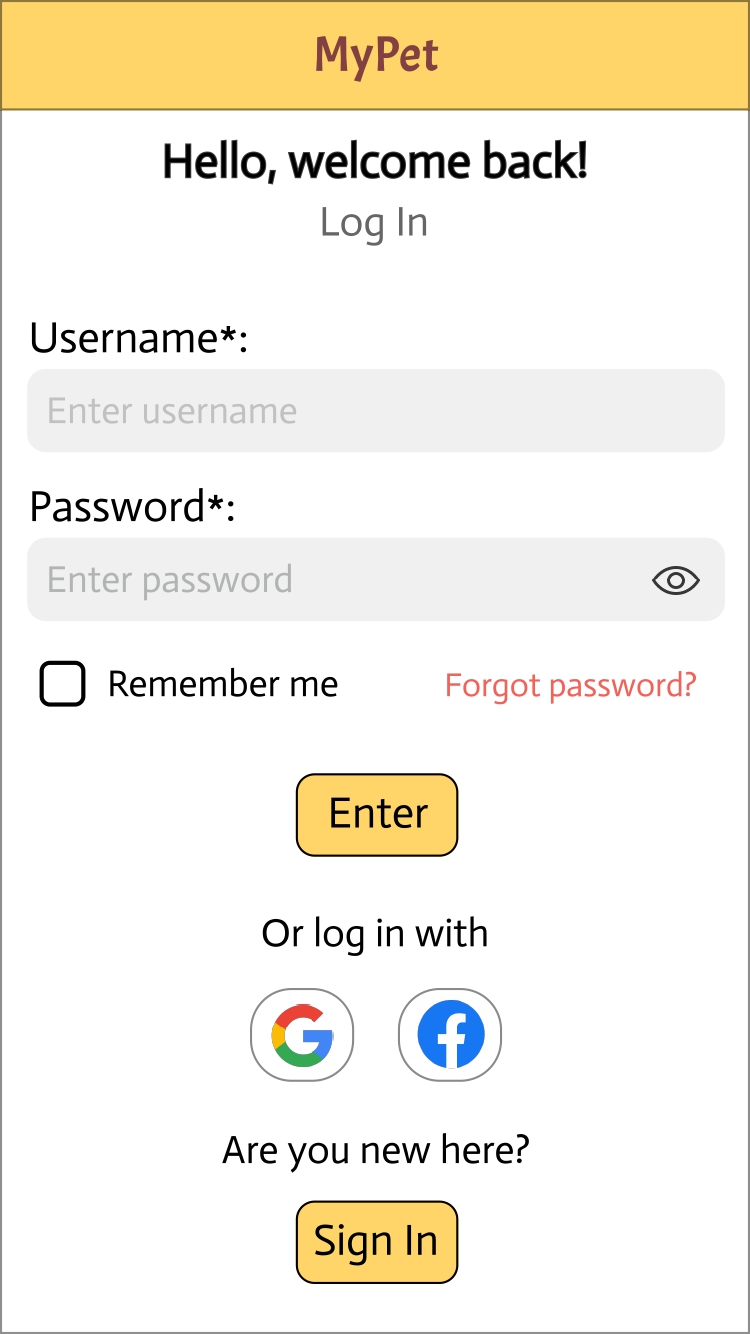 MyPet
Hello, welcome back!
Log In
Username*:
Enter username
Password*:
Enter password
Remember me
Forgot password?
Enter
Or log in with
Are you new here?
Sign In